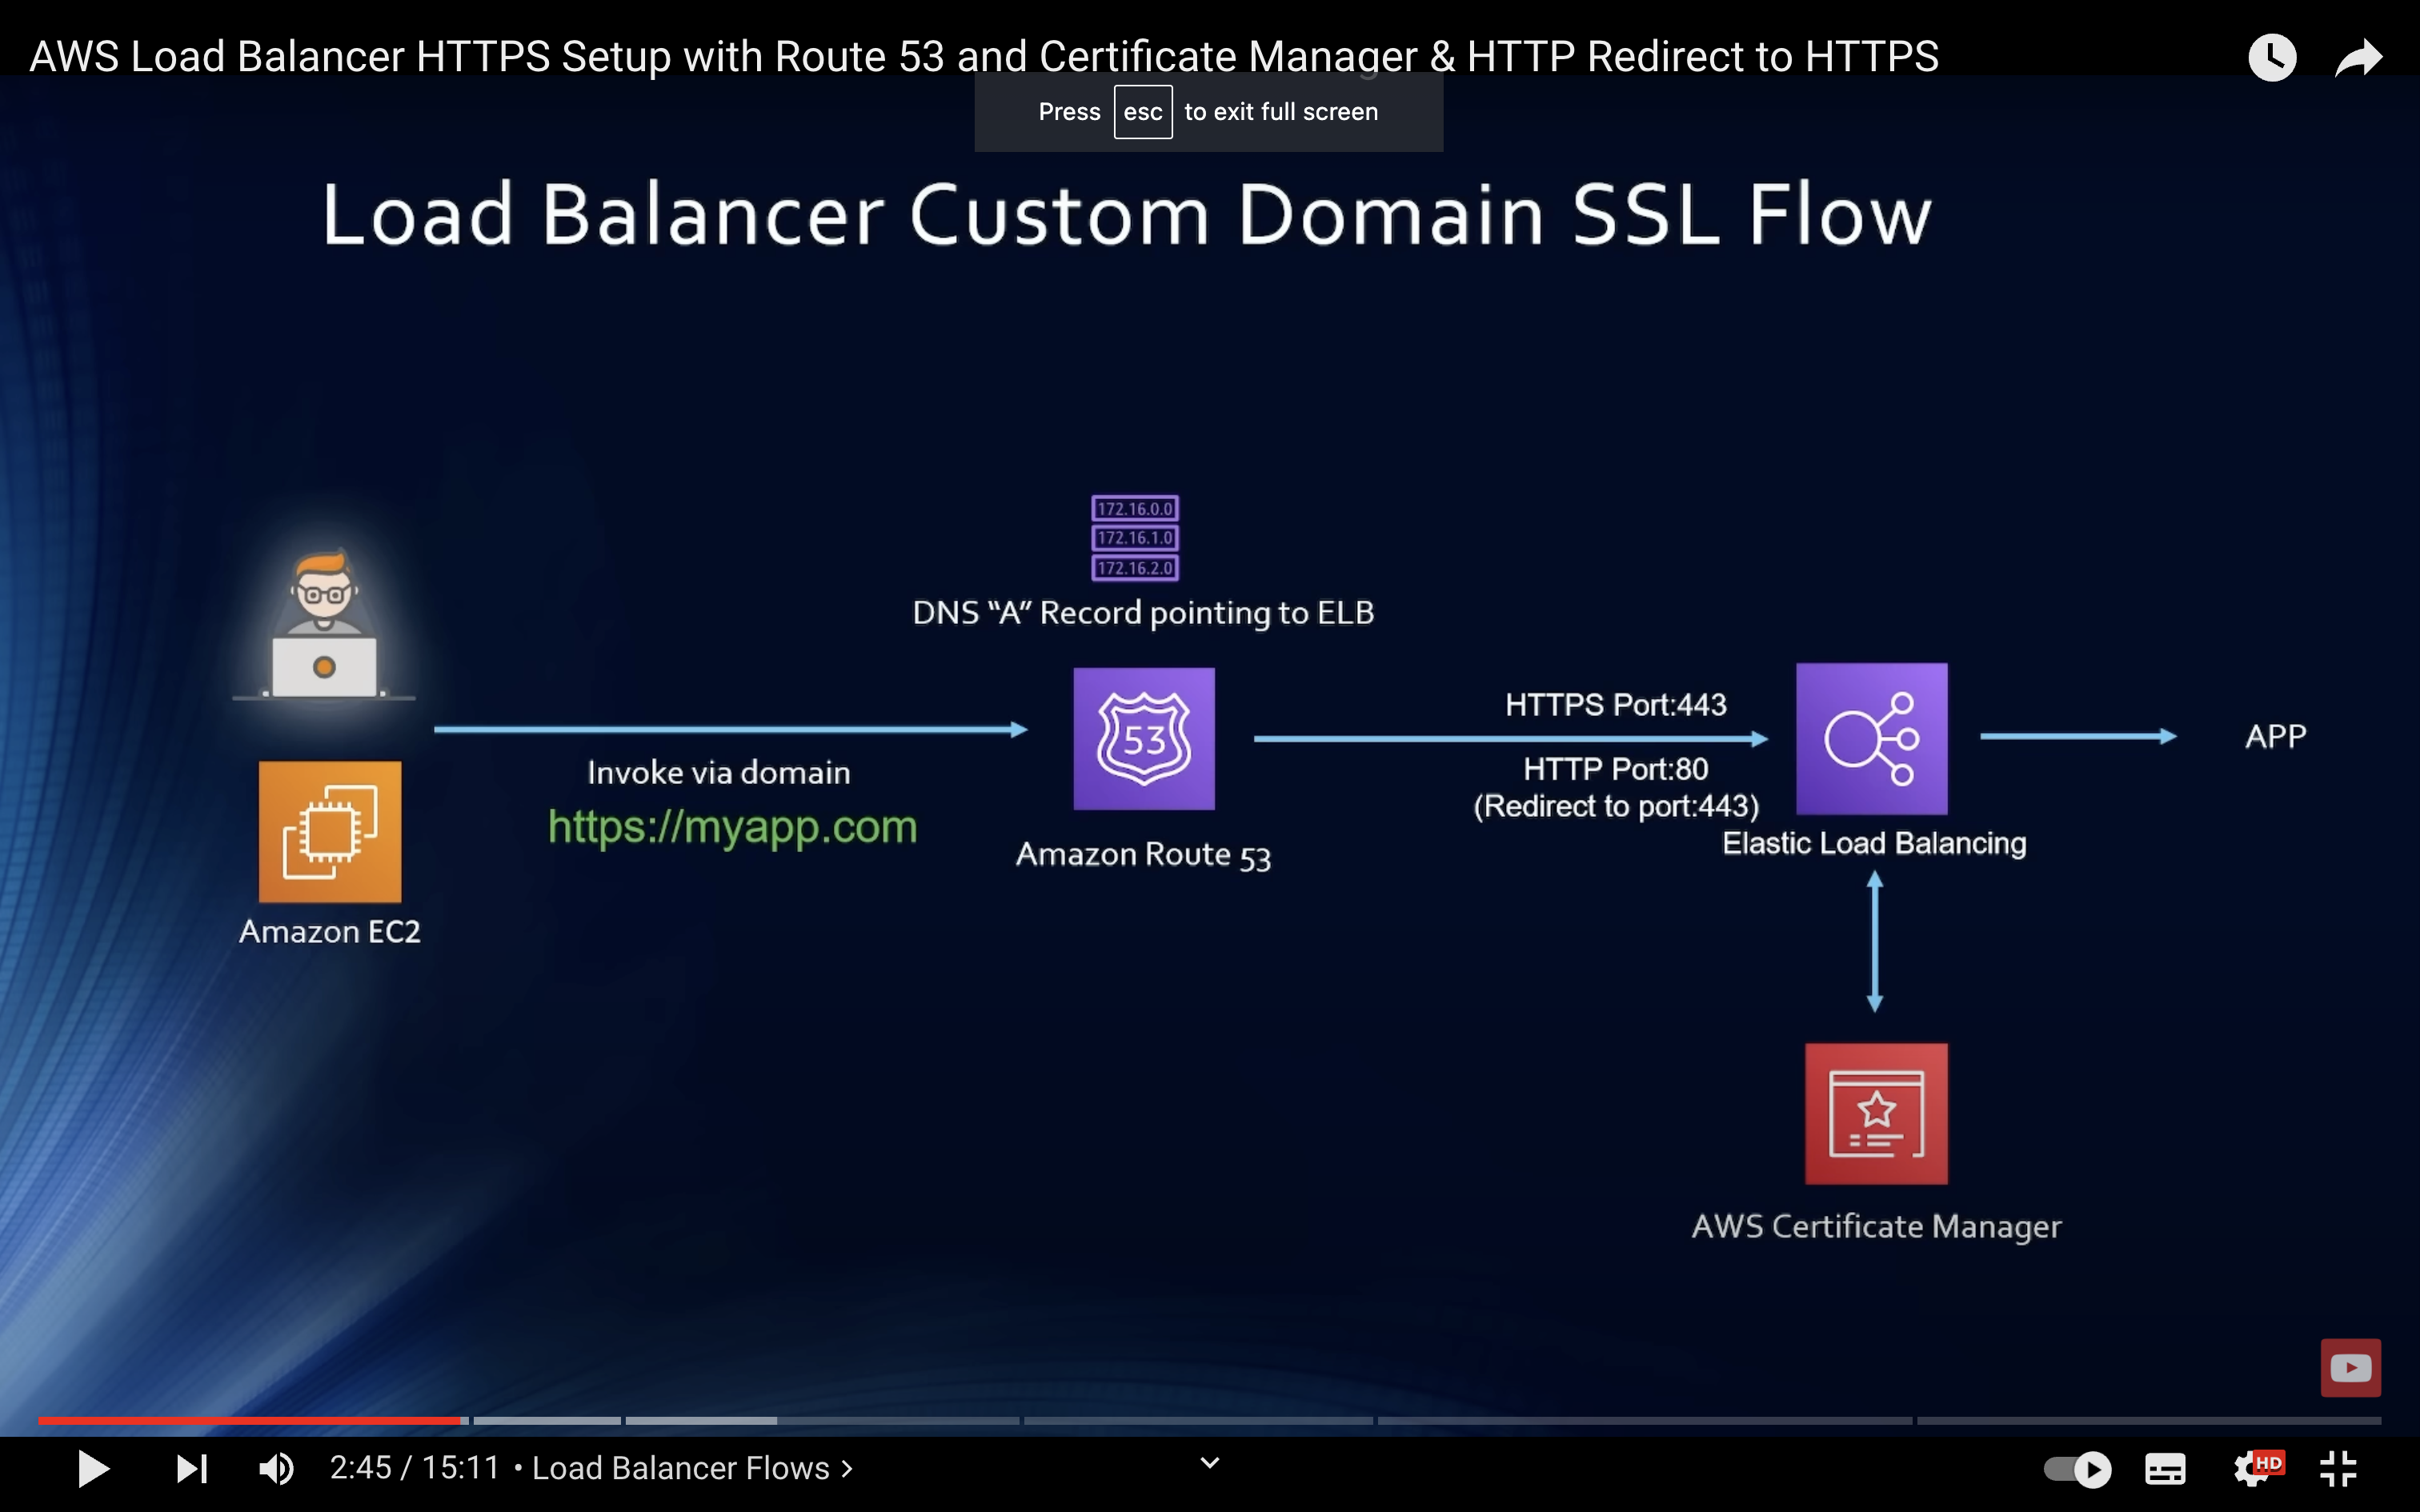 AWS Load Balancer HTTPS Setup with Route 53 and Certificate Manager & HTTP Redirect to HTTPS
Press esc to exit full screen
Load Balancer Custom Domain SSL Flow
172.16.0.0
172.16.1.0
172.16.2.0
DNS “A” Record pointing to ELB
HTTPS Port:443
53
APP
Invoke via domain
HTTP Port:80
https://myapp.com
(Redirect to port:443)
Amazon Route 53
Elastic Load Balancing
Amazon EC2
AWS Certificate Manager
2:45 / 15:11 • Load Balancer Flows >
HD